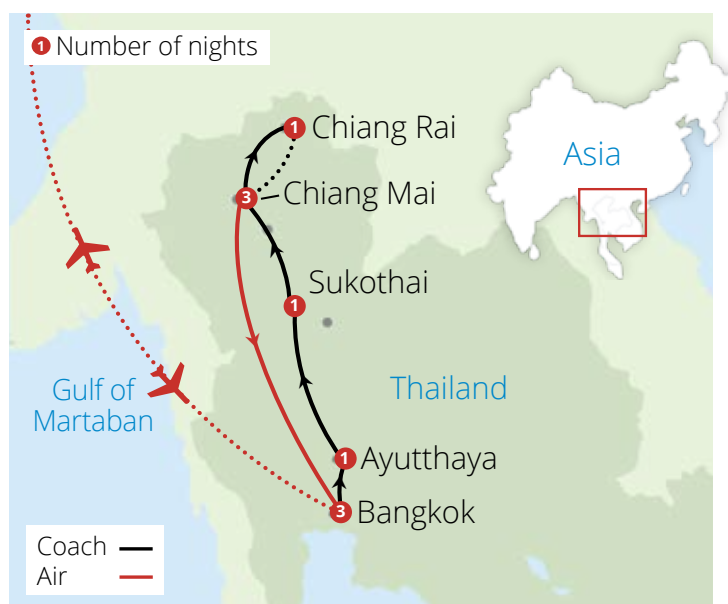 1 Number of nights
1 Chiang Rai
Asia
3 Chiang Mai
Sukothai
1
Gulf of
Martaban
Thailand
1 Ayutthaya
3 Bangkok
Coach
Air